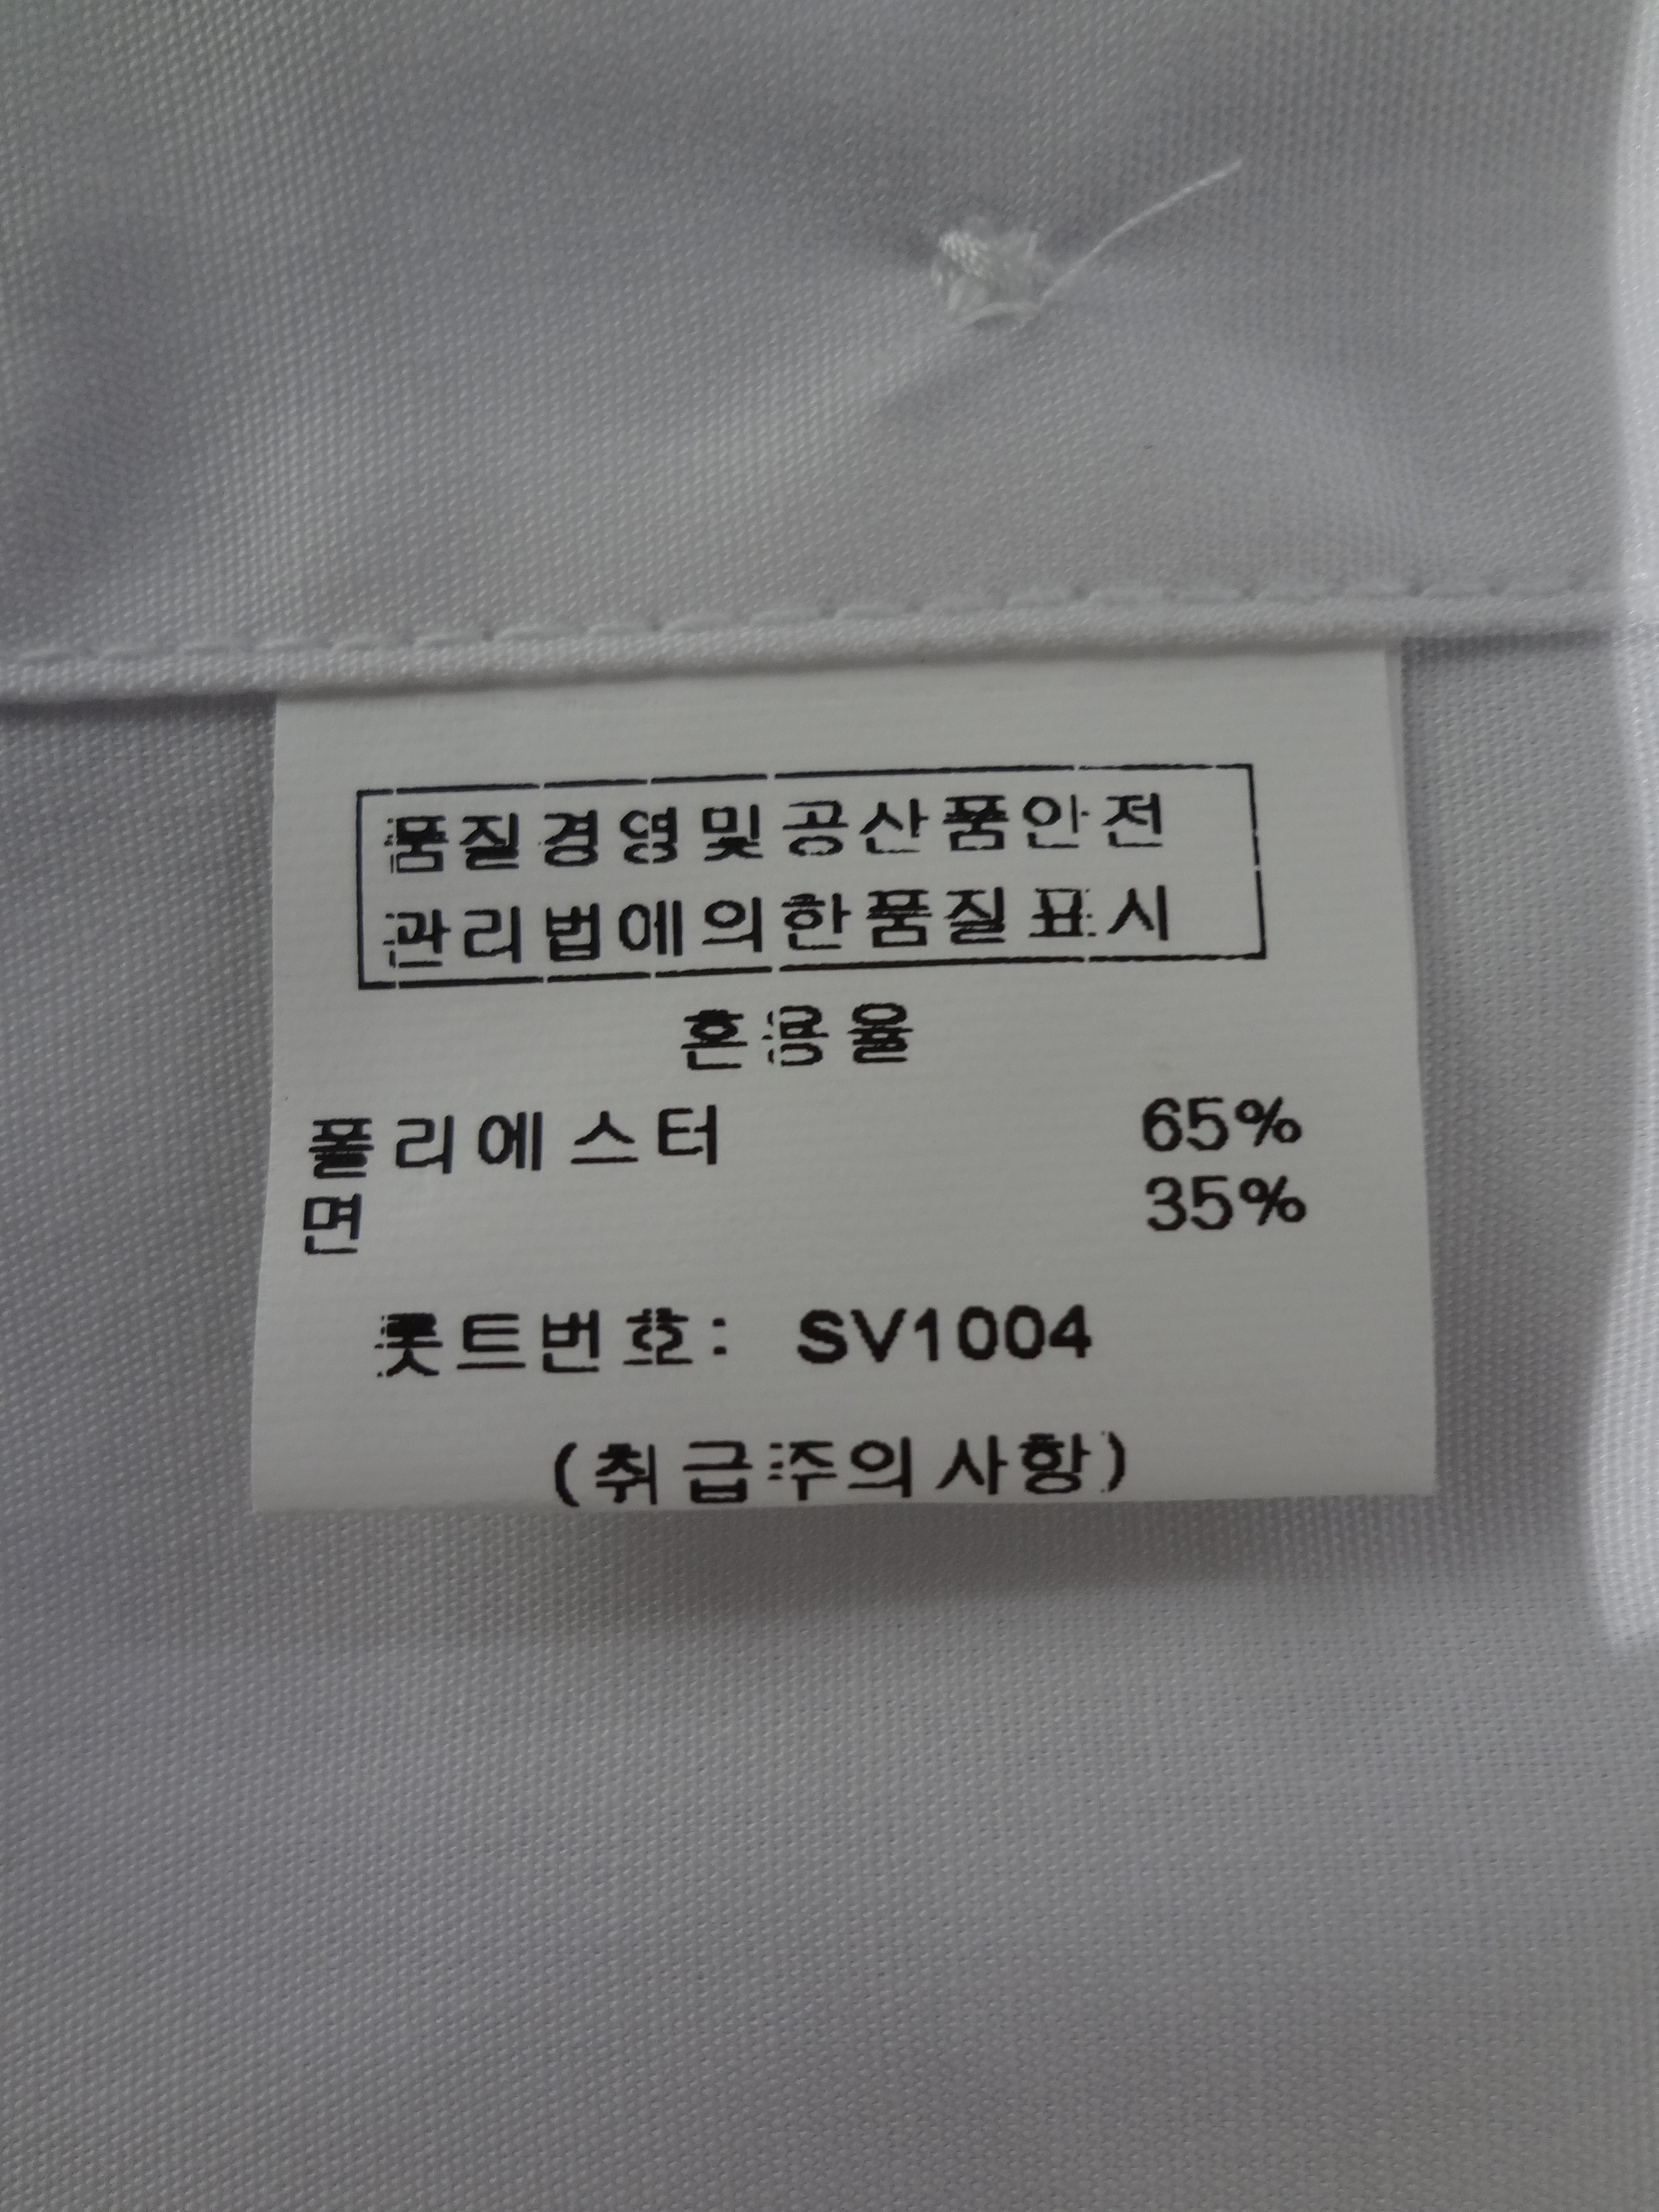 품질경영및공산품안전
관리법에의한품질표시
혼용율
폴리에스터 65%
면 35%
롯트번호: SV1004
(취급주의사항)